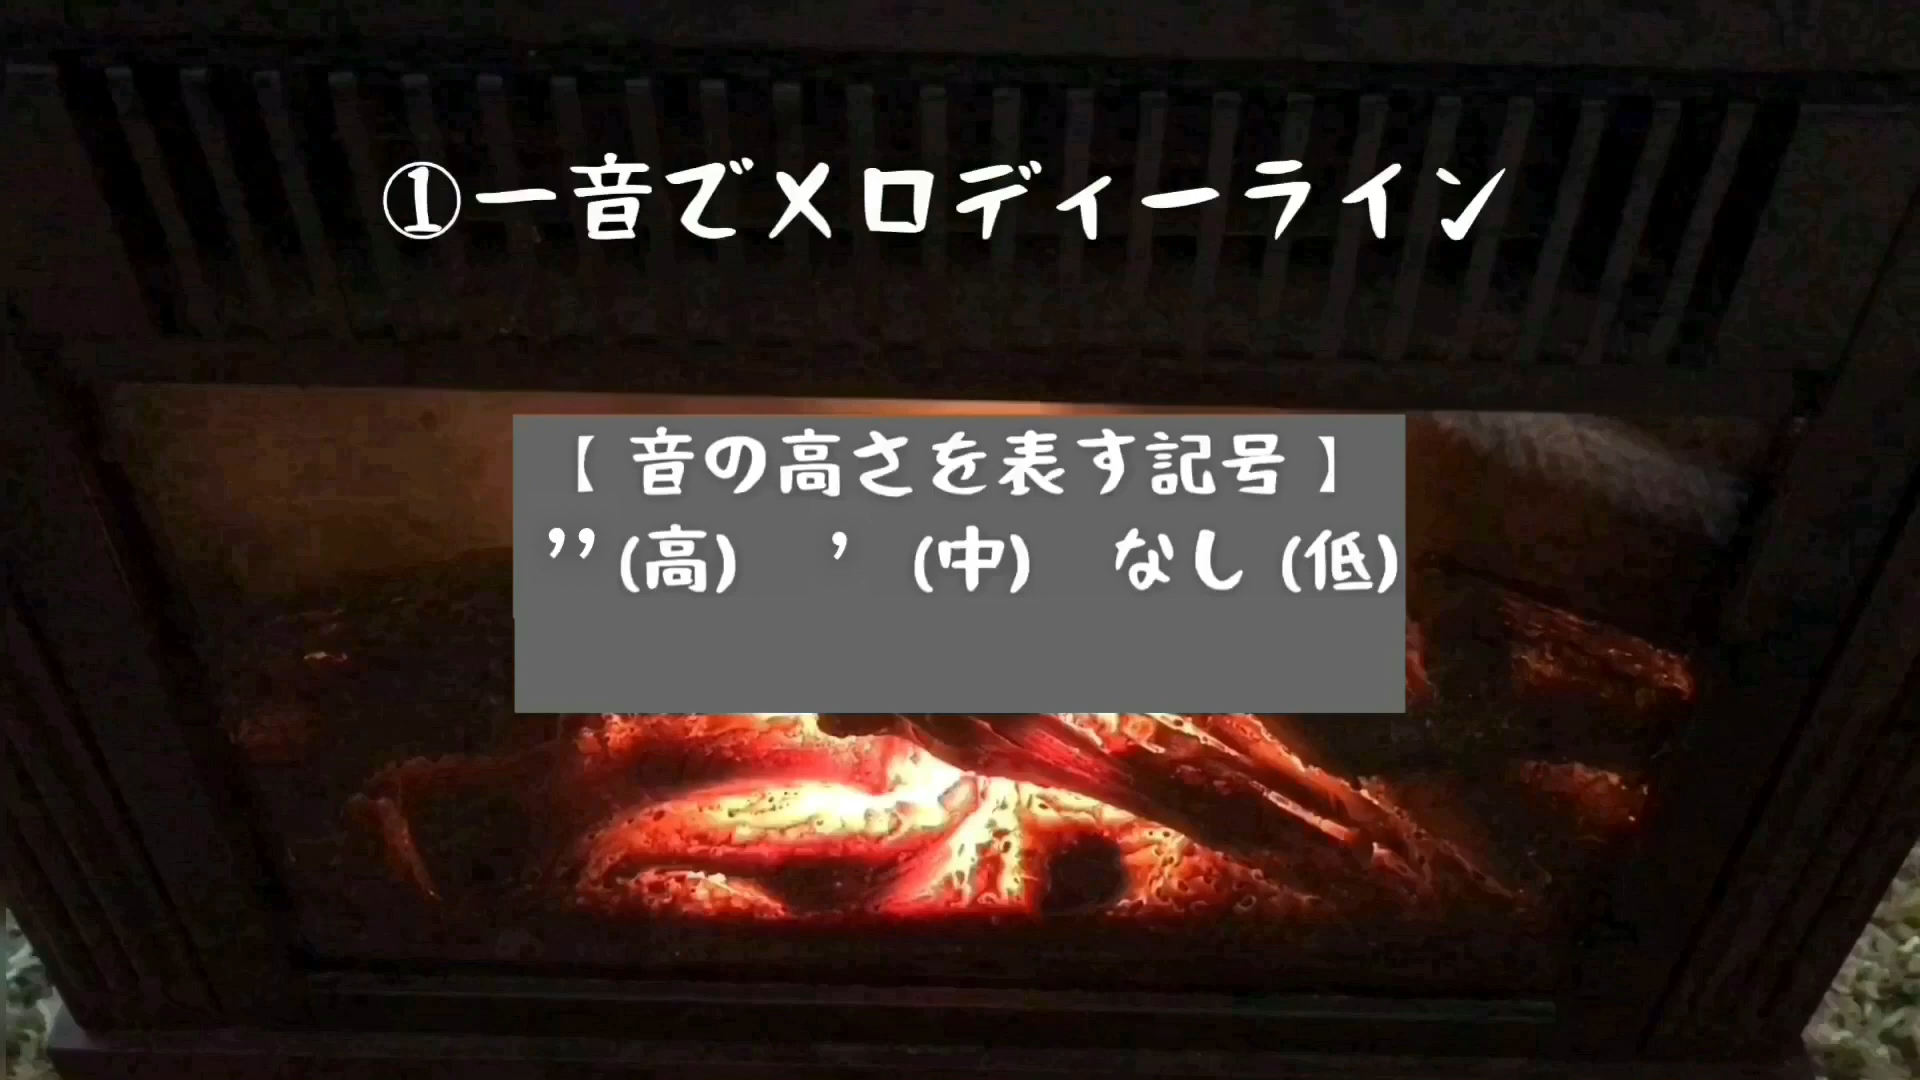 ①一音でメロディーライン
【 音の高さを表す記号 】
’’ (高)　’ (中)　なし (低)